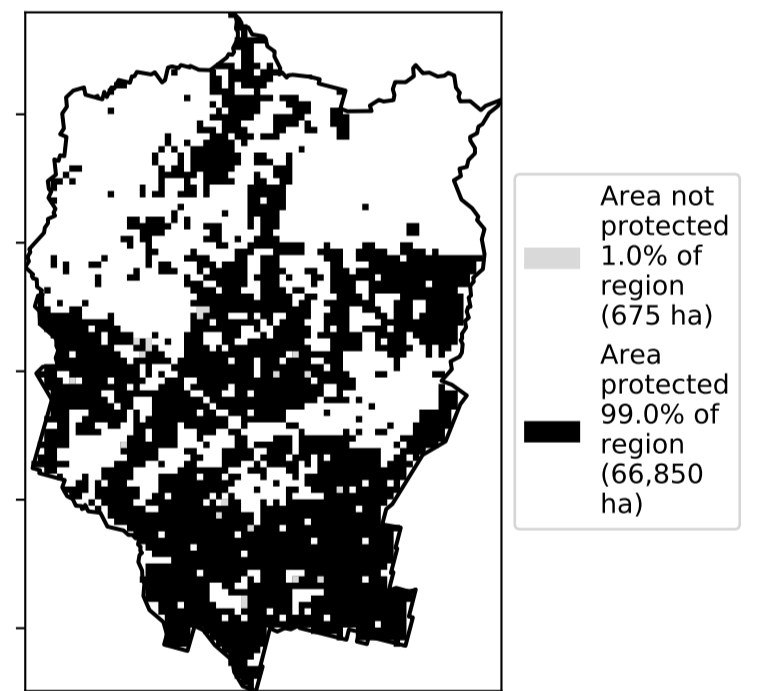 Area not
protected
1.0% of
region
(675 ha)
Area
protected
99.0% of
region
(66,850
ha)